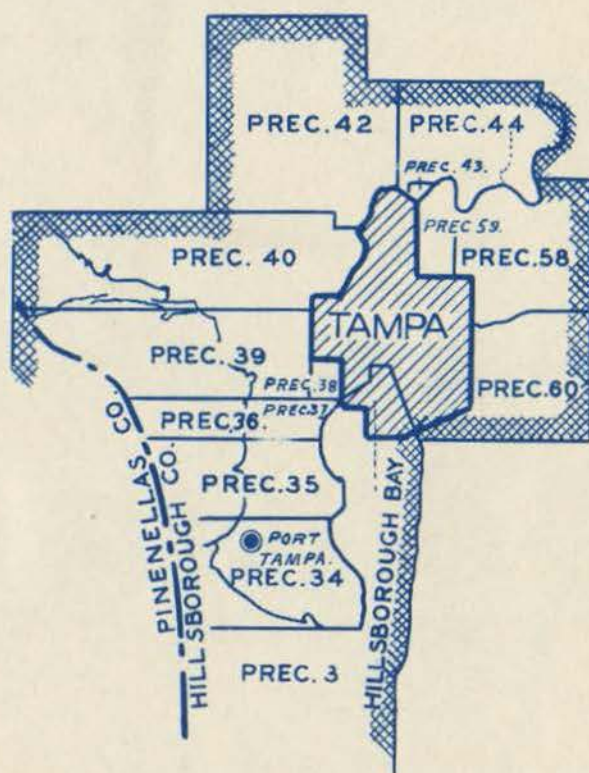 PREC. 42
PREC. 44
PREC. 43.
PREC 59.
PREC. 40
PREC. 58
TAMPA
PREC. 39
PREC. 38
PREC. 60
PREC. 37
PREC. 36.
PREC. 35
PINENELLAS CO.
HILLSBOROUGH CO.
PORT
TAMPA.
PREC. 34
HILLSBOROUGH BAY
PREC. 3